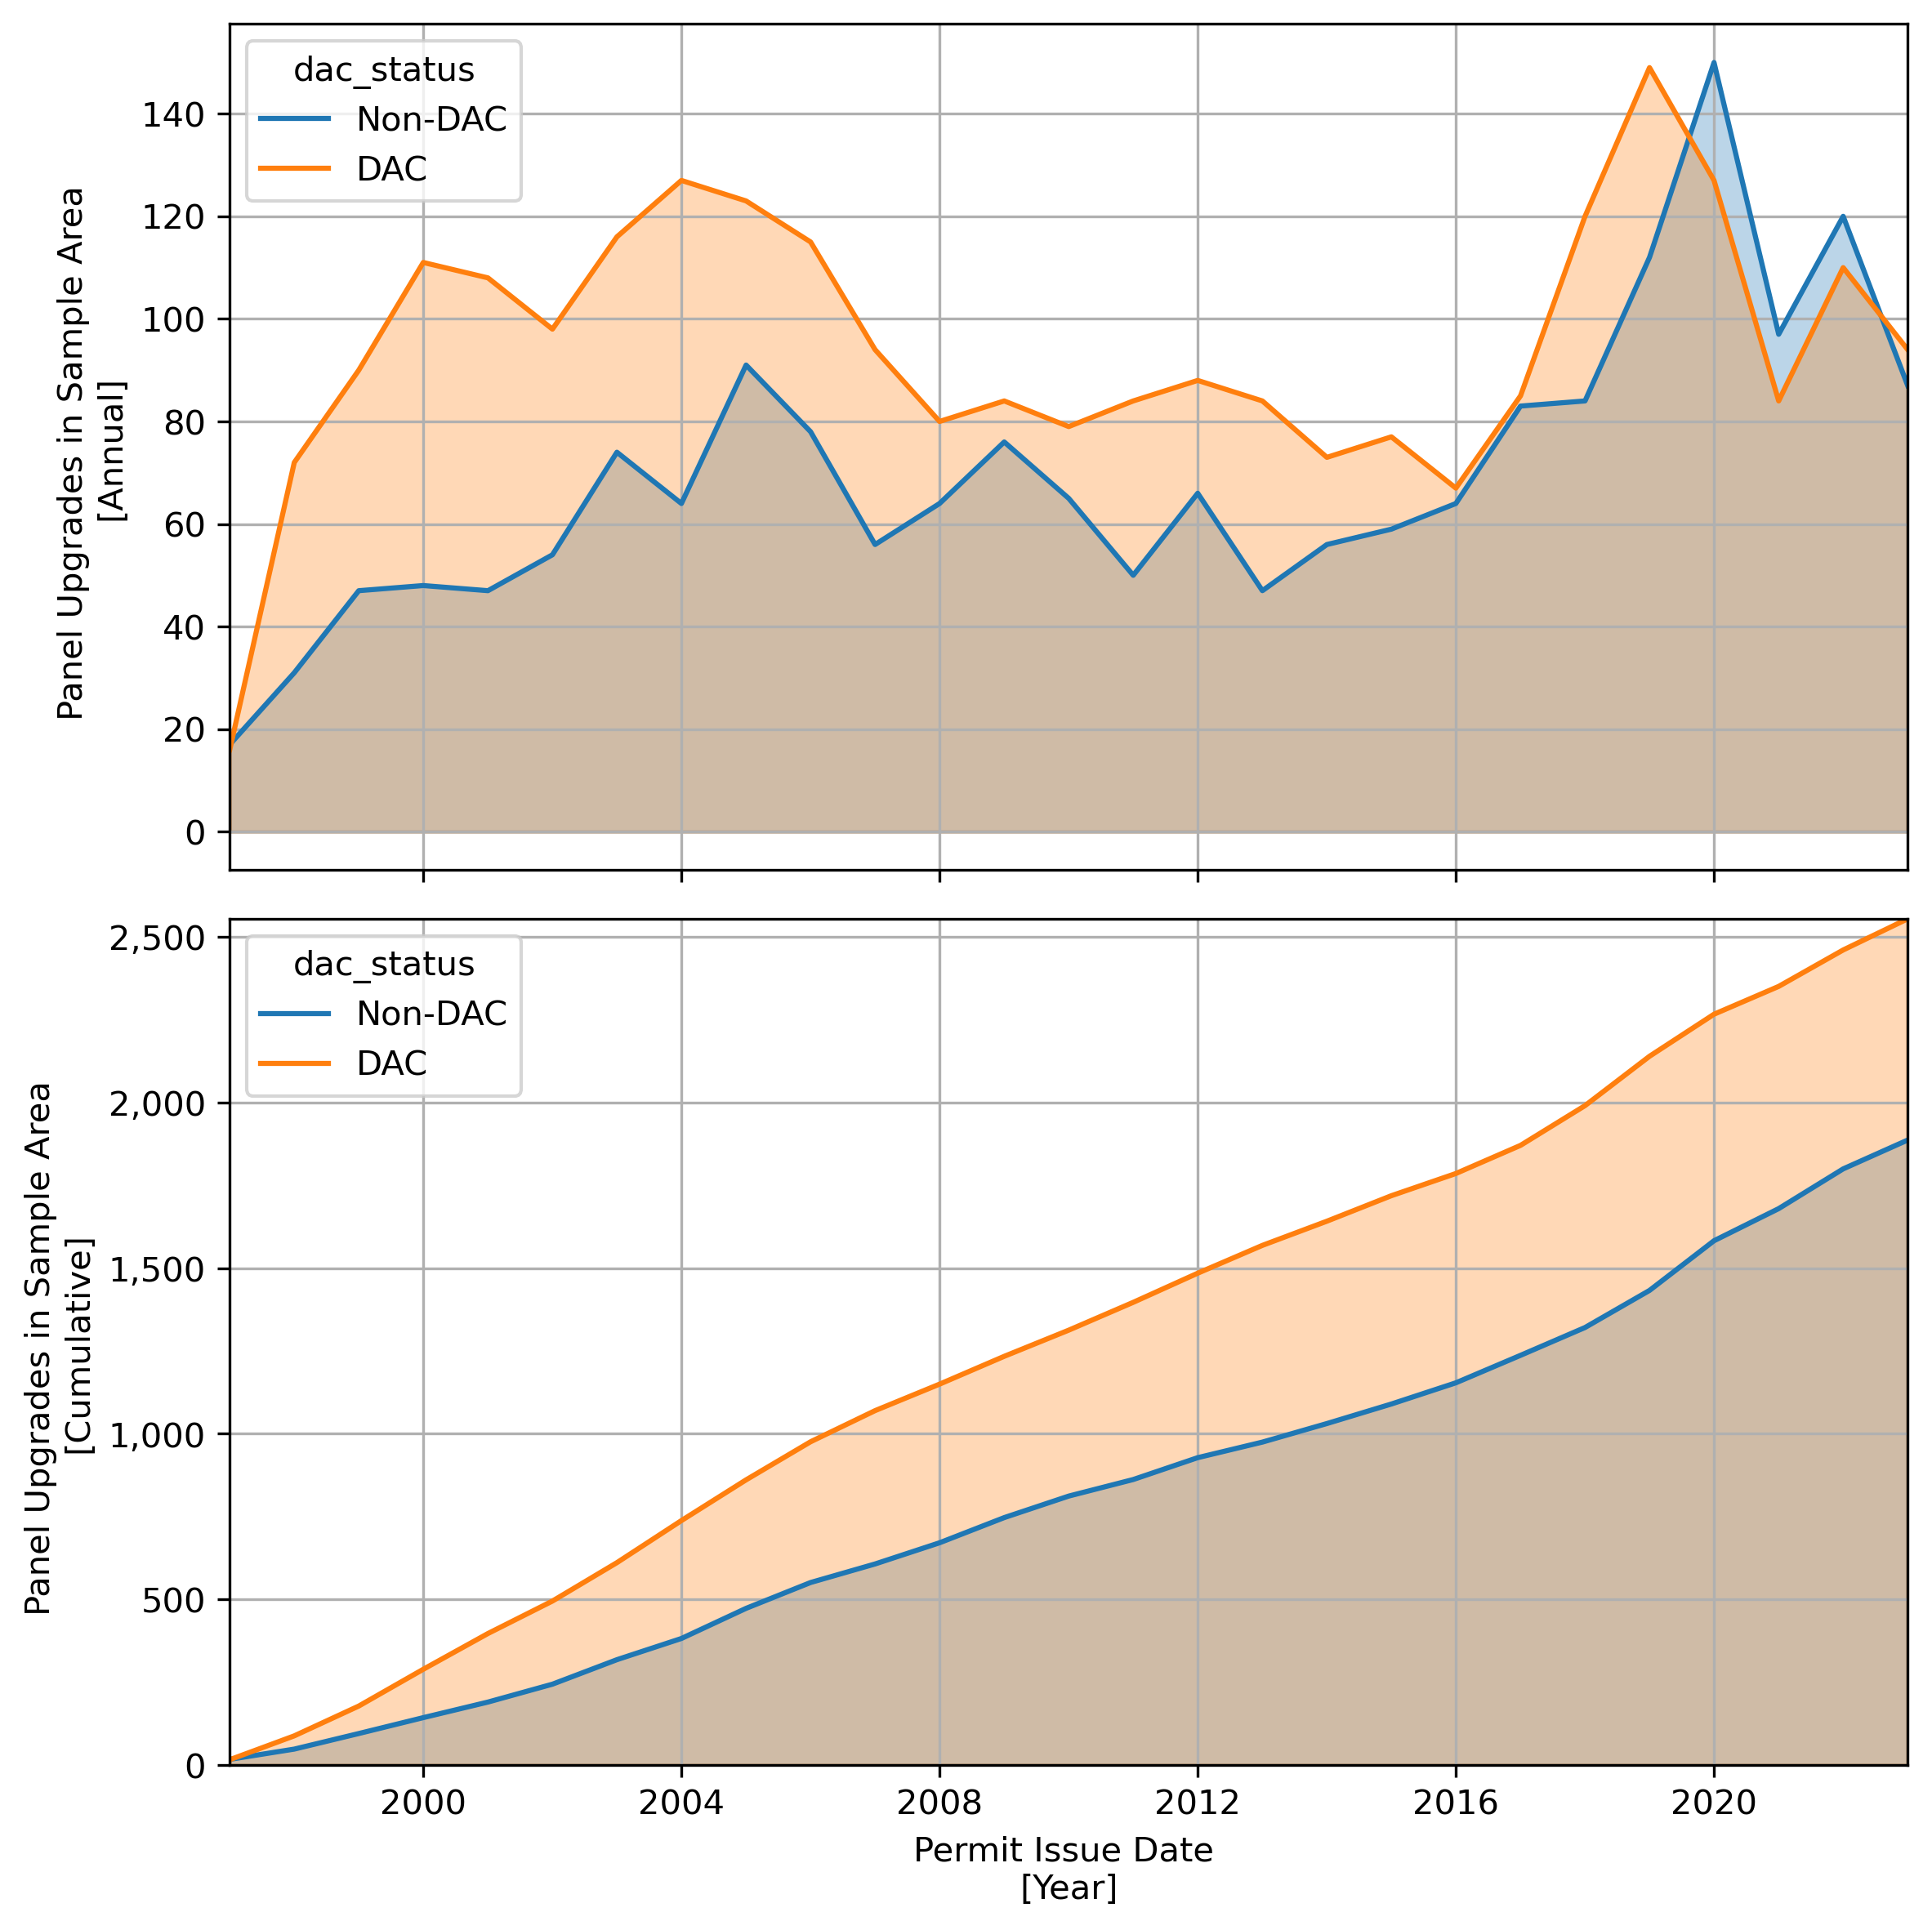 dac_status
Non-DAC
DAC
140
120
100
80
60
40
20
0
Panel Upgrades in Sample Area
[Annual]
dac_status
Non-DAC
DAC
2,500
2,000
1,500
1,000
500
0
Panel Upgrades in Sample Area
[Cumulative]
2000 2004 2008 2012 2016 2020
Permit Issue Date
[Year]